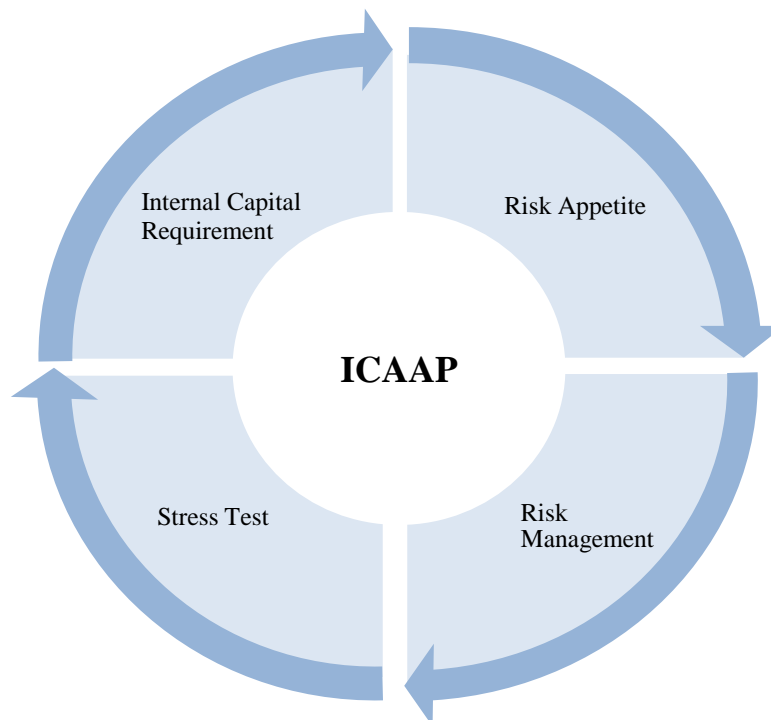 Internal Capital
Requirement
Risk Appetite
ICAAP
Stress Test
Risk
Management